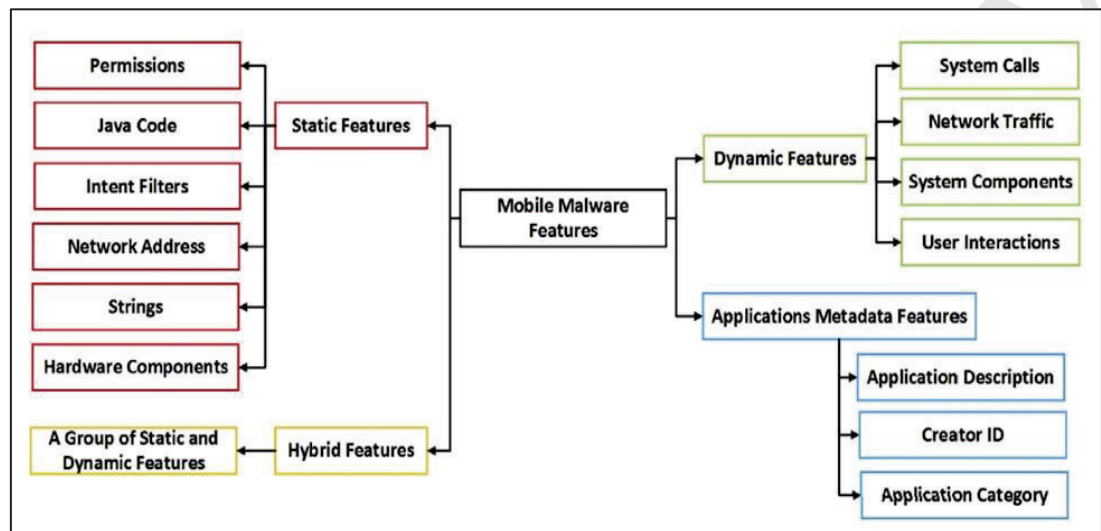 Permissions
Java Code
Intent Filters
Network Address
Strings
Hardware Components
Static Features
A Group of Static and
Dynamic Features
Hybrid Features
Mobile Malware
Features
Dynamic Features
System Calls
Network Traffic
System Components
User Interactions
Applications Metadata Features
Application Description
Creator ID
Application Category